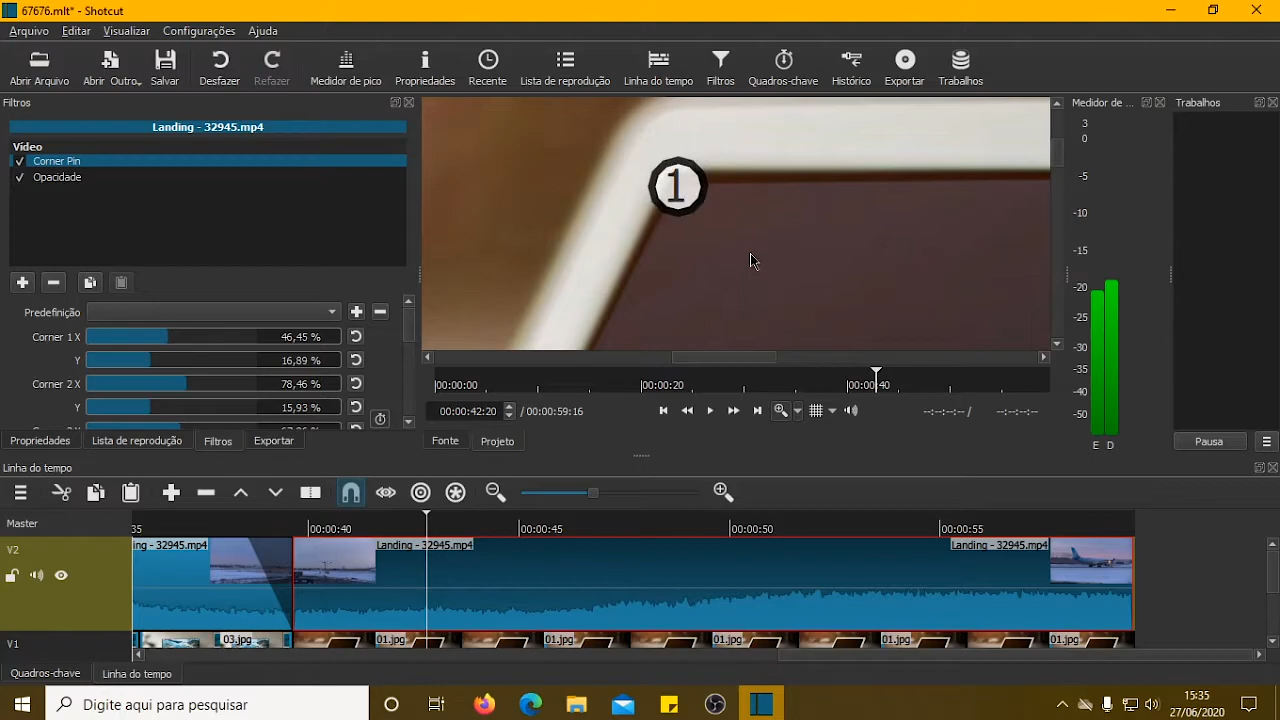 67676.mlt* - Shotcut
Arquivo Editar Visualizar Configurações Ajuda
Abrir Arquivo Abrir Outro.. Salvar Desfazer Refazer Medidor de pico Propriedades Recente Lista de reprodução Linha do tempo Filtros Quadros-chave Histórico Exportar Trabalhos
Filtros
Landing - 32945.mp4
Vídeo
Corner Pin
Opacidade
Predefinição
Corner 1 X 46,45 %
Y 16,89 %
Corner 2 X 78,46 %
Y 15,93 %
Propriedades Lista de reprodução Filtros Exportar
1
00:00:00 00:00:20 00:00:40
00:00:42:20 / 00:00:59:16 --:--:--:-- / --:--:--:--
Fonte Projeto
Medidor de ...
3
0
-5
-10
-15
-20
-25
-30
-35
-40
-50
E D
Trabalhos
Pausa
Linha do tempo
Master
35 00:00:40 00:00:45 00:00:50 00:00:55
V2
ing - 32945.mp4 Landing - 32945.mp4 Landing - 32945.mp4
V1
03.jpg 01.jpg 01.jpg 01.jpg 01.jpg 01.jpg
Quadros-chave Linha do tempo
Digite aqui para pesquisar
15:35
27/06/2020